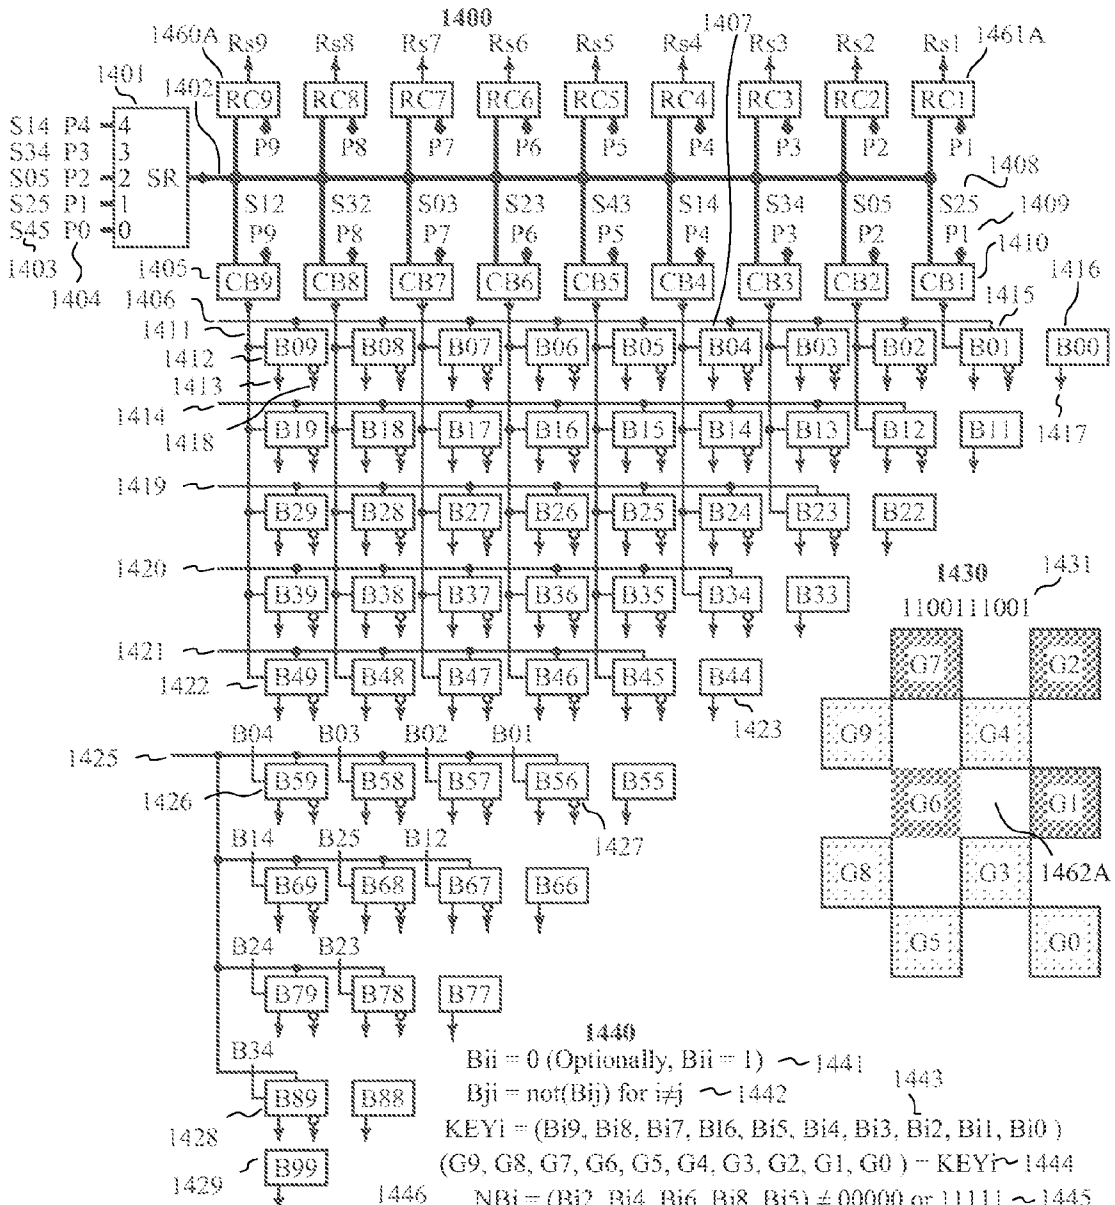 1400
1407
1460A Rs9 Rs8 Rs7 Rs6 Rs5 Rs4 Rs3 Rs2 Rs1 1461A
1401
1402
RC9 RC8 RC7 RC6 RC5 RC4 RC3 RC2 RC1
S14 P4 4
S34 P3 3
S05 P2 2 SR
S25 P1 1
S45 P0 0
P9 P8 P7 P6 P5 P4 P3 P2 P1
1403
1404
S12 S32 S03 S23 S43 S14 S34 S05 S25 1408
P9 P8 P7 P6 P5 P4 P3 P2 P1 1409
1405 CB9 CB8 CB7 CB6 CB5 CB4 CB3 CB2 CB1 1410
1406 1415 1416
1411
1412 B09 B08 B07 B06 B05 B04 B03 B02 B01 B00
1413
1414 1417
1418 B19 B18 B17 B16 B15 B14 B13 B12 B11
1419
B29 B28 B27 B26 B25 B24 B23 B22
1420
B39 B38 B37 B36 B35 B34 B33
1421
1422 B49 B48 B47 B46 B45 B44
1423
B04 B03 B02 B01
1425
1426 B59 B58 B57 B56 B55
1427
B14 B25 B12
B69 B68 B67 B66
B24 B23
B79 B78 B77
B34
1428 B89 B88
1429 B99
1430
1431
1100111001
G7 G2
G9 G4
G6 G1
G8 G3 1462A
G5 G0
1440
Bii = 0 (Optionally, Bii = 1) 1441
Bji = not(Bij) for i≠j 1442
1443
KEYi = (Bi9, Bi8, Bi7, BI6, Bi5, Bi4, Bi3, Bi2, Bi1, Bi0 )
(G9, G8, G7, G6, G5, G4, G3, G2, G1, G0 ) = KEYi 1444
1446
NBi = (Bi2, Bi4, Bi6, Bi8, Bi5) ≠ 00000 or 11111 1445